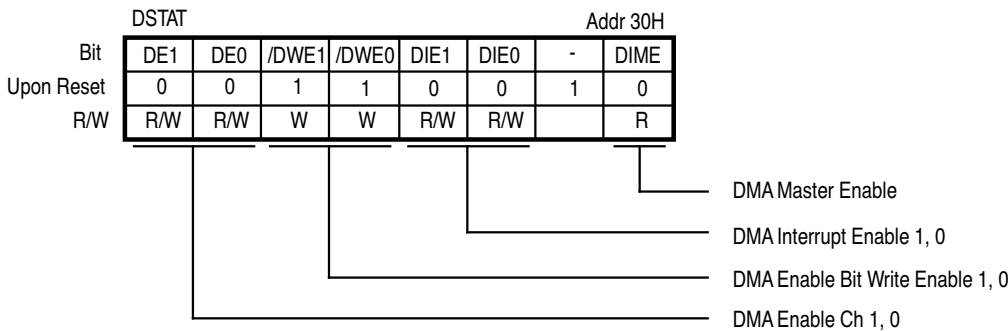 DSTAT Addr 30H
Bit DE1 DE0 /DWE1 /DWE0 DIE1 DIE0 - DIME
Upon Reset 0 0 1 1 0 0 1 0
R/W R/W R/W W W R/W R/W R
DMA Master Enable
DMA Interrupt Enable 1, 0
DMA Enable Bit Write Enable 1, 0
DMA Enable Ch 1, 0